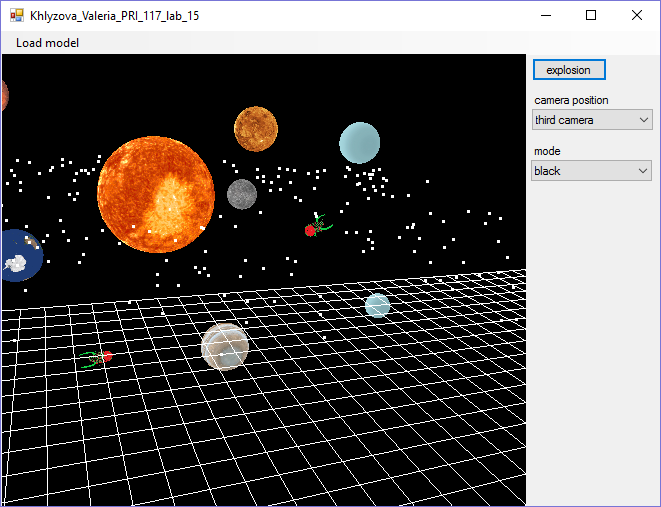 Khlyzova_Valeria_PRI_117_lab_15
Load model
explosion
camera position
third camera
mode
black